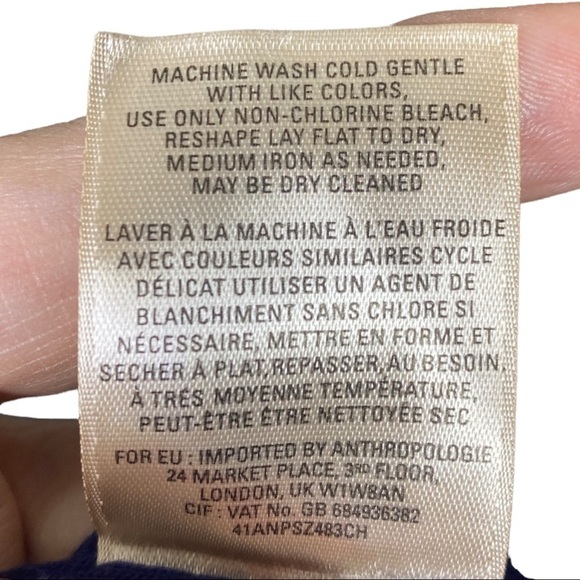 MACHINE WASH COLD GENTLE
WITH LIKE COLORS,
USE ONLY NON-CHLORINE BLEACH,
RESHAPE LAY FLAT TO DRY,
MEDIUM IRON AS NEEDED,
MAY BE DRY CLEANED
LAVER À LA MACHINE À L'EAU FROIDE
AVEC COULEURS SIMILAIRES CYCLE
DÉLICAT UTILISER UN AGENT DE
BLANCHIMENT SANS CHLORE SI
NÉCESSAIRE, METTRE EN FORME ET
SECHER À PLAT, REPASSER, AU BESOIN,
À TRÉS MOYENNE TEMPÉRATURE,
PEUT-ÊTRE ÊTRE NETTOYÉE SEC
FOR EU : IMPORTED BY ANTHROPOLOGIE
24 MARKET PLACE, 3RD FLOOR,
LONDON, UK W1W8AN
CIF : VAT No. GB 684936382
41ANPSZ483CH